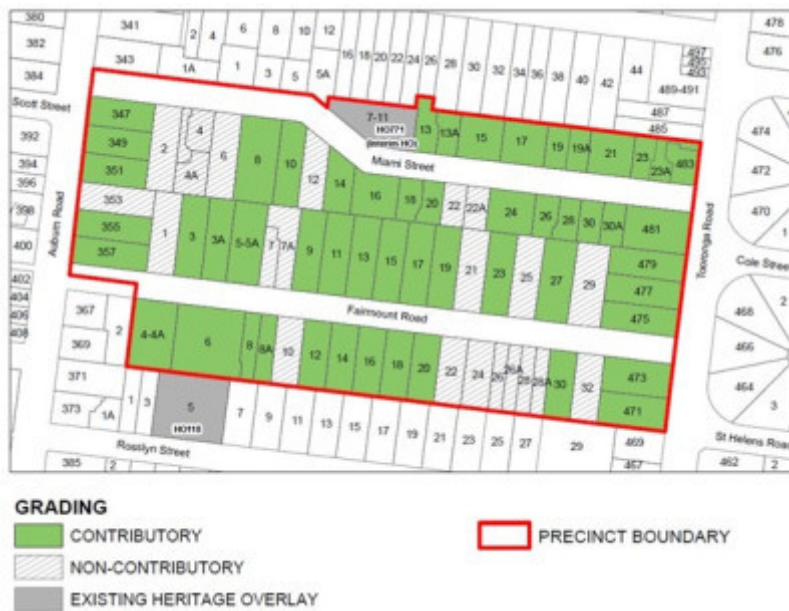 380 341 2 4 6 8 10 12 478
382 16 18 20 22 24 26 28 30 32 34 36 38 40 42 44 497 495 493 476
384 343 1A 1 3 5 5A 489-491
Scott Street 487
485
392 347 2 4 6 8 10 12 7-11 HO771 13 13A 15 17 19 19A 21 23 23A 483 474
394 349 4A 14 16 18 20 22 22A 24 26 28 30 30A 481 472
396 351 Miami Street
398 353 470 1
Auburn Road Tooronga Road
400 355 357 1 3 3A 5-5A 7 7A 9 11 13 15 17 19 21 23 25 27 29 479 477 475 Cole Street
402
404
406
408
Fairmount Road
367 2 4-4A 6 8 8A 10 12 14 16 18 20 22 24 26 26A 28 28A 30 32 473 471 468 2
369 466
371 464 3
373 1A 1 3 5 HO118 7 9 11 13 15 17 19 21 23 25 27 29 469 467 St Helens Road
385 2 Rosslyn Street 462 2
GRADING
CONTRIBUTORY PRECINCT BOUNDARY
NON-CONTRIBUTORY
EXISTING HERITAGE OVERLAY